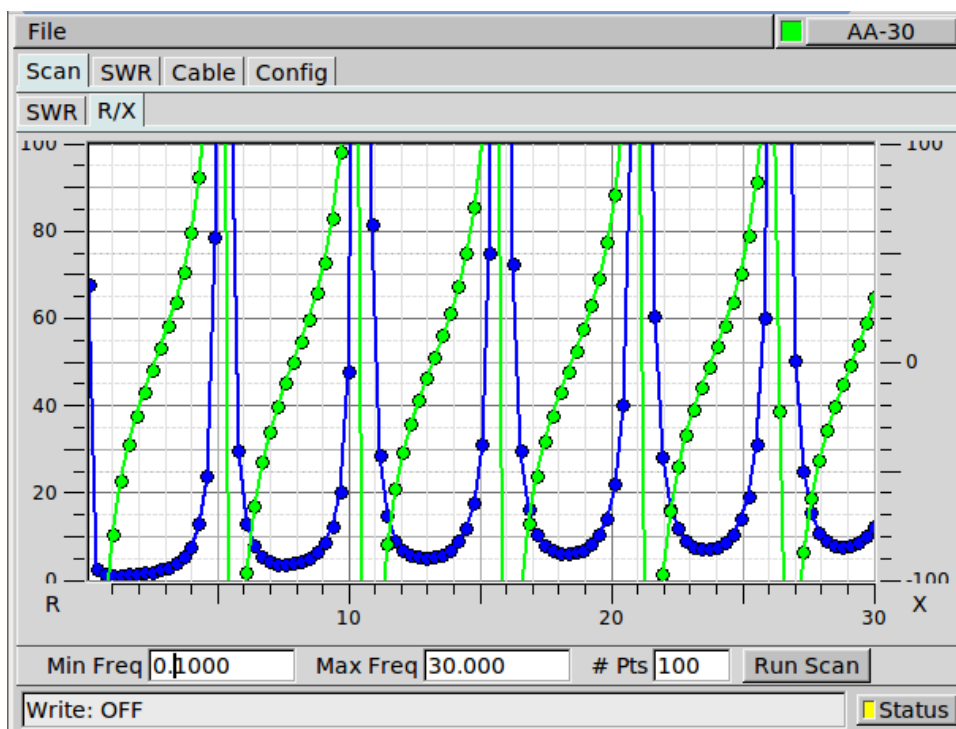 File AA-30
Scan SWR Cable Config
SWR R/X
100 100
80
60
0
40
20
0 -100
R 10 20 30 X
Min Freq 0.1000 Max Freq 30.000 # Pts 100 Run Scan
Write: OFF Status